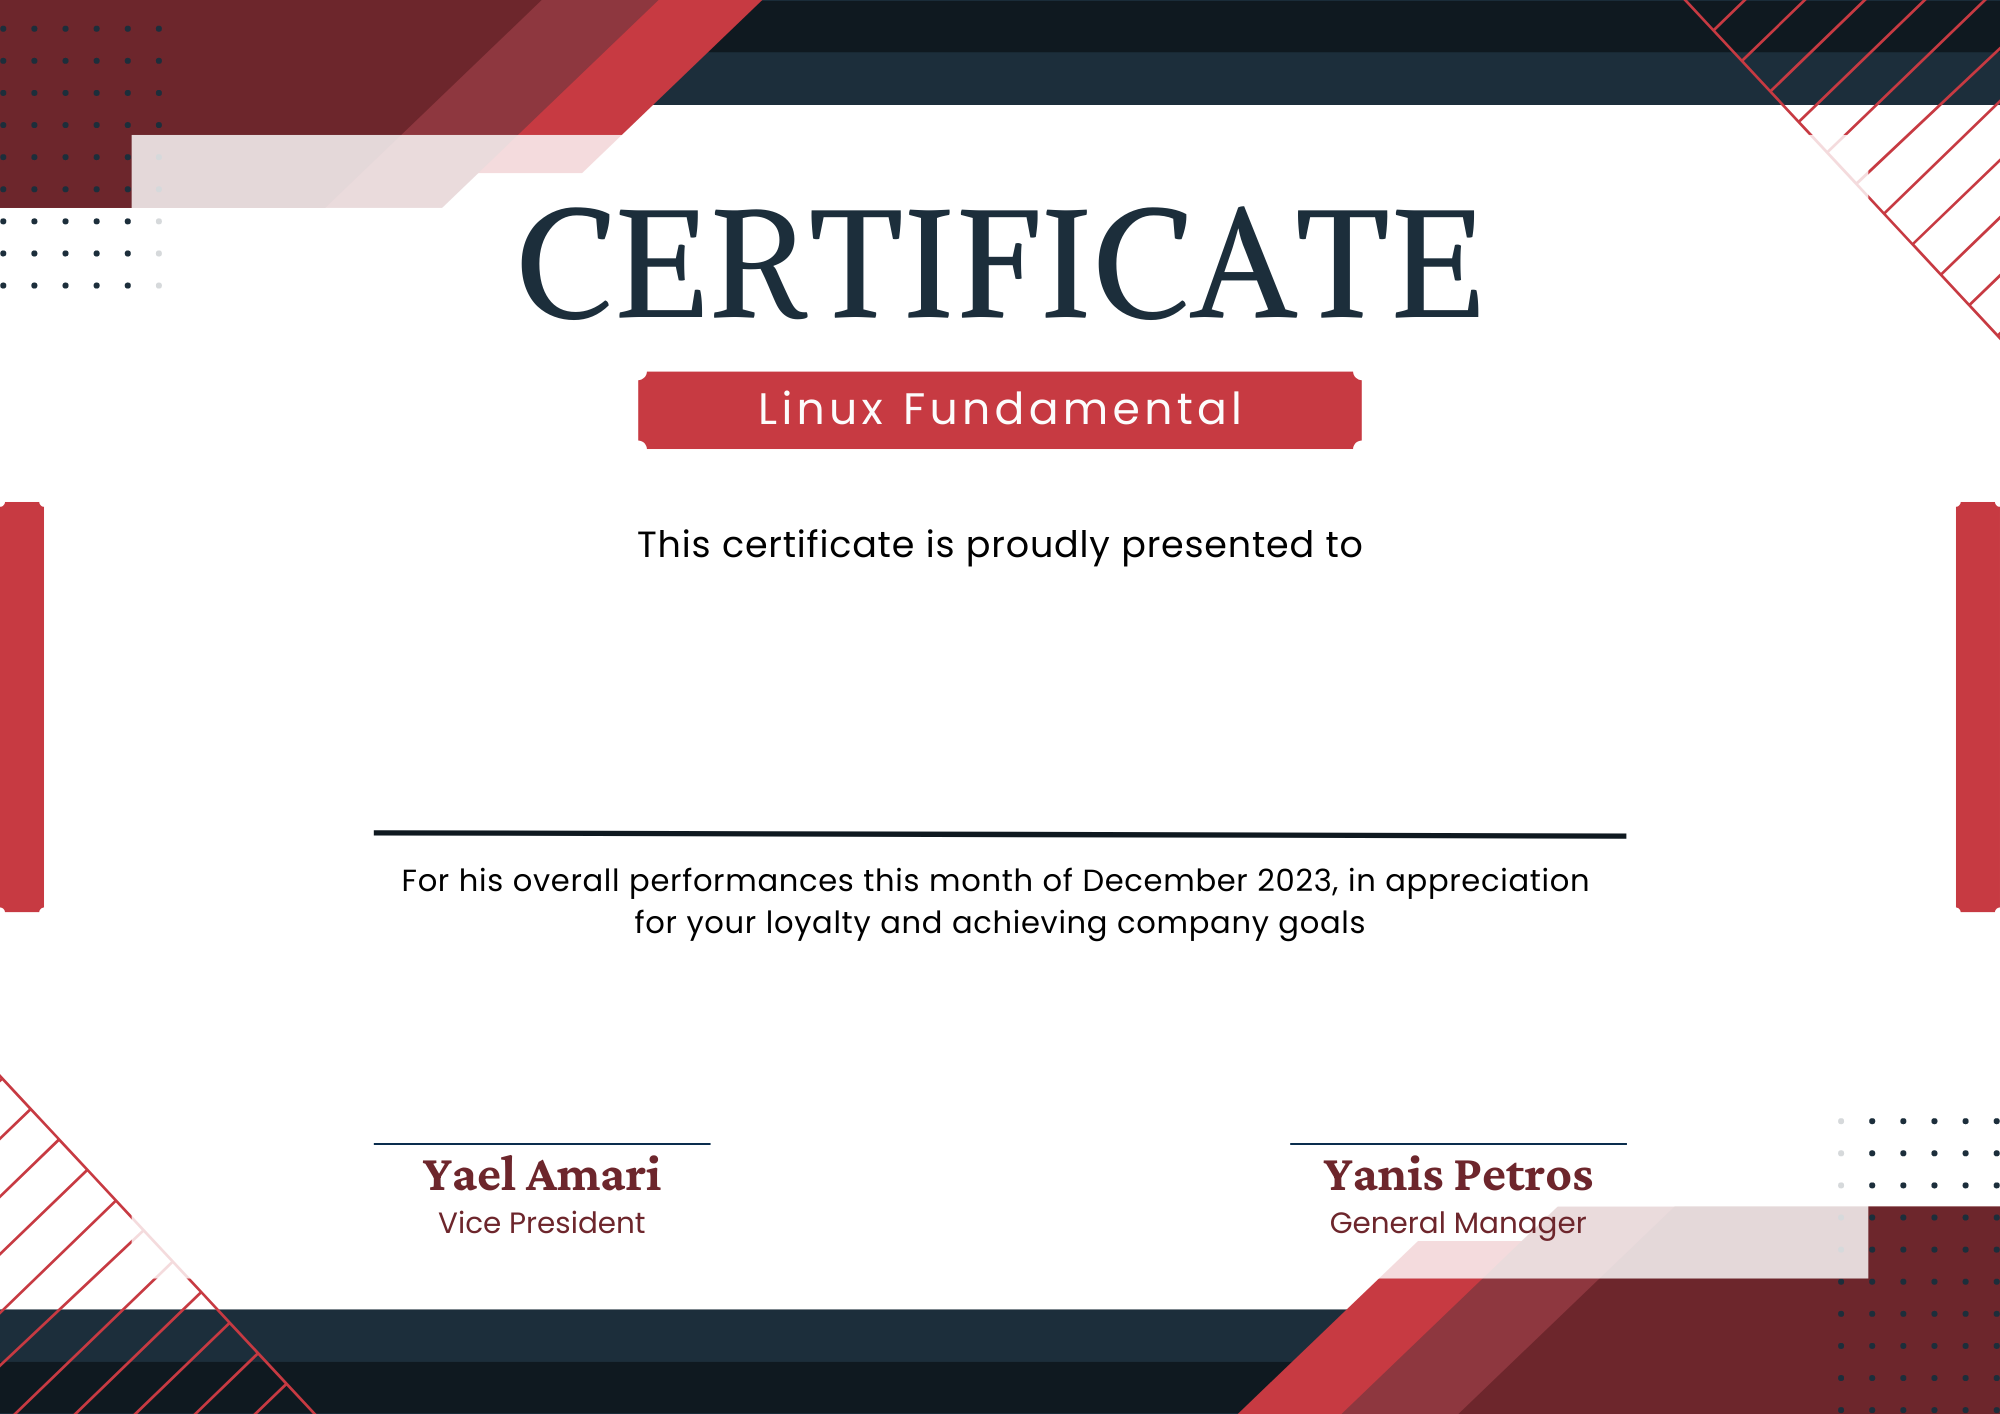 CERTIFICATE
Linux Fundamental
This certificate is proudly presented to
For his overall performances this month of December 2023, in appreciation
for your loyalty and achieving company goals
Yael Amari
Vice President
Yanis Petros
General Manager